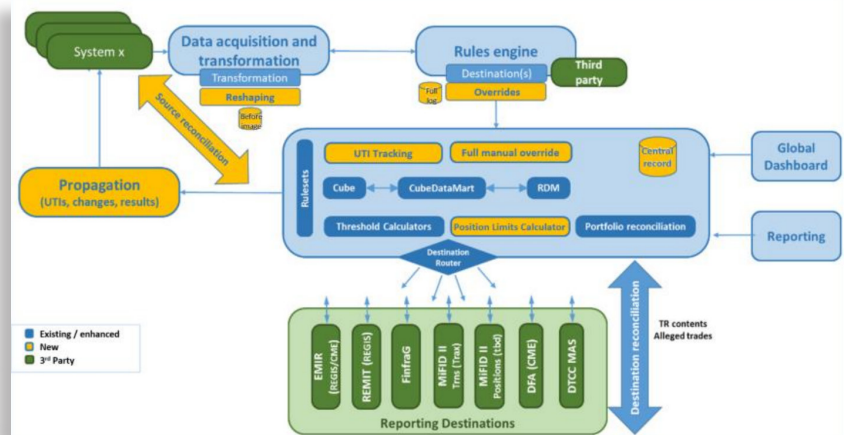 System x
Data acquisition and
transformation
Transformation
Reshaping
Before
image
Rules engine
Destination(s)
Overrides
Full
log
Third
party
Source reconciliation
Propagation
(UTIs, changes, results)
Rulesets
UTI Tracking
Full manual override
Central
record
Cube
CubeDataMart
RDM
Threshold Calculators
Position Limits Calculator
Portfolio reconciliation
Global
Dashboard
Reporting
Destination
Router
Existing / enhanced
New
3rd Party
EMIR
(REGIS/CME)
REMIT (REGIS)
FinfraG
MiFID II
Trns (Trax)
MiFID II
Positions (tbd)
DFA (CME)
DTCC MAS
Reporting Destinations
Destination reconciliation
TR contents
Alleged trades